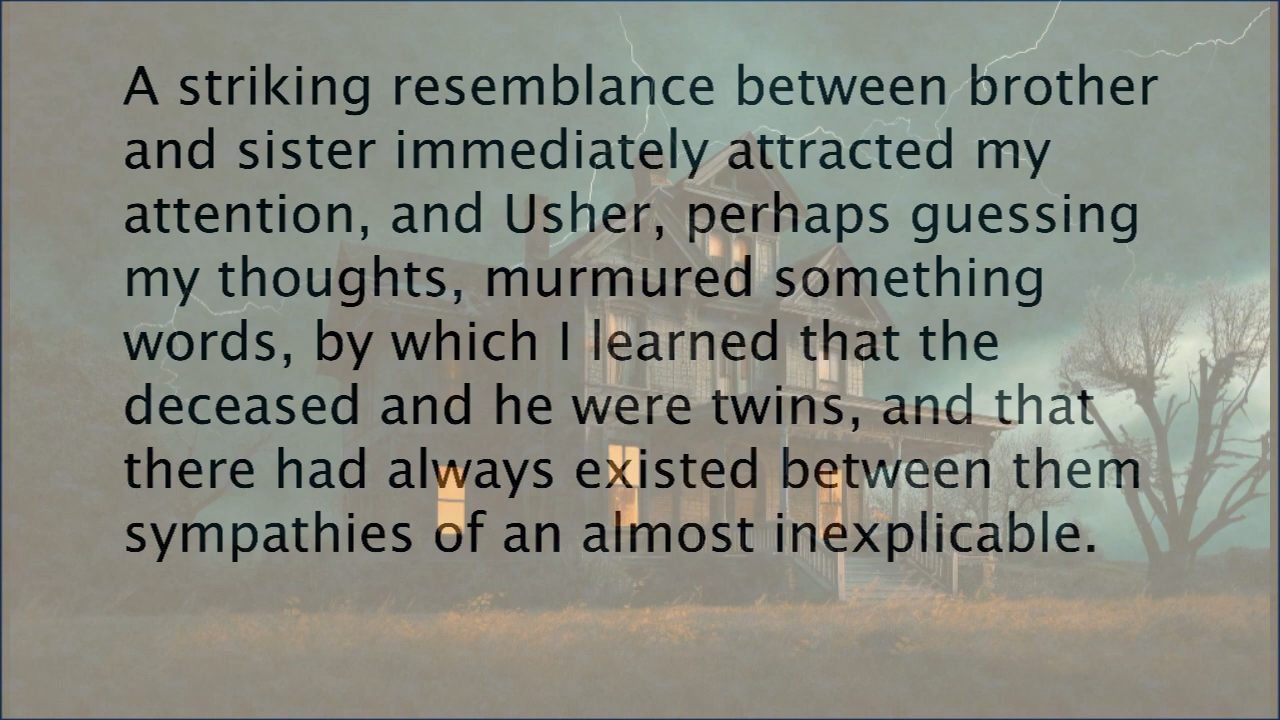 A striking resemblance between brother
and sister immediately attracted my
attention, and Usher, perhaps guessing
my thoughts, murmured something
words, by which I learned that the
deceased and he were twins, and that
there had always existed between them
sympathies of an almost inexplicable.